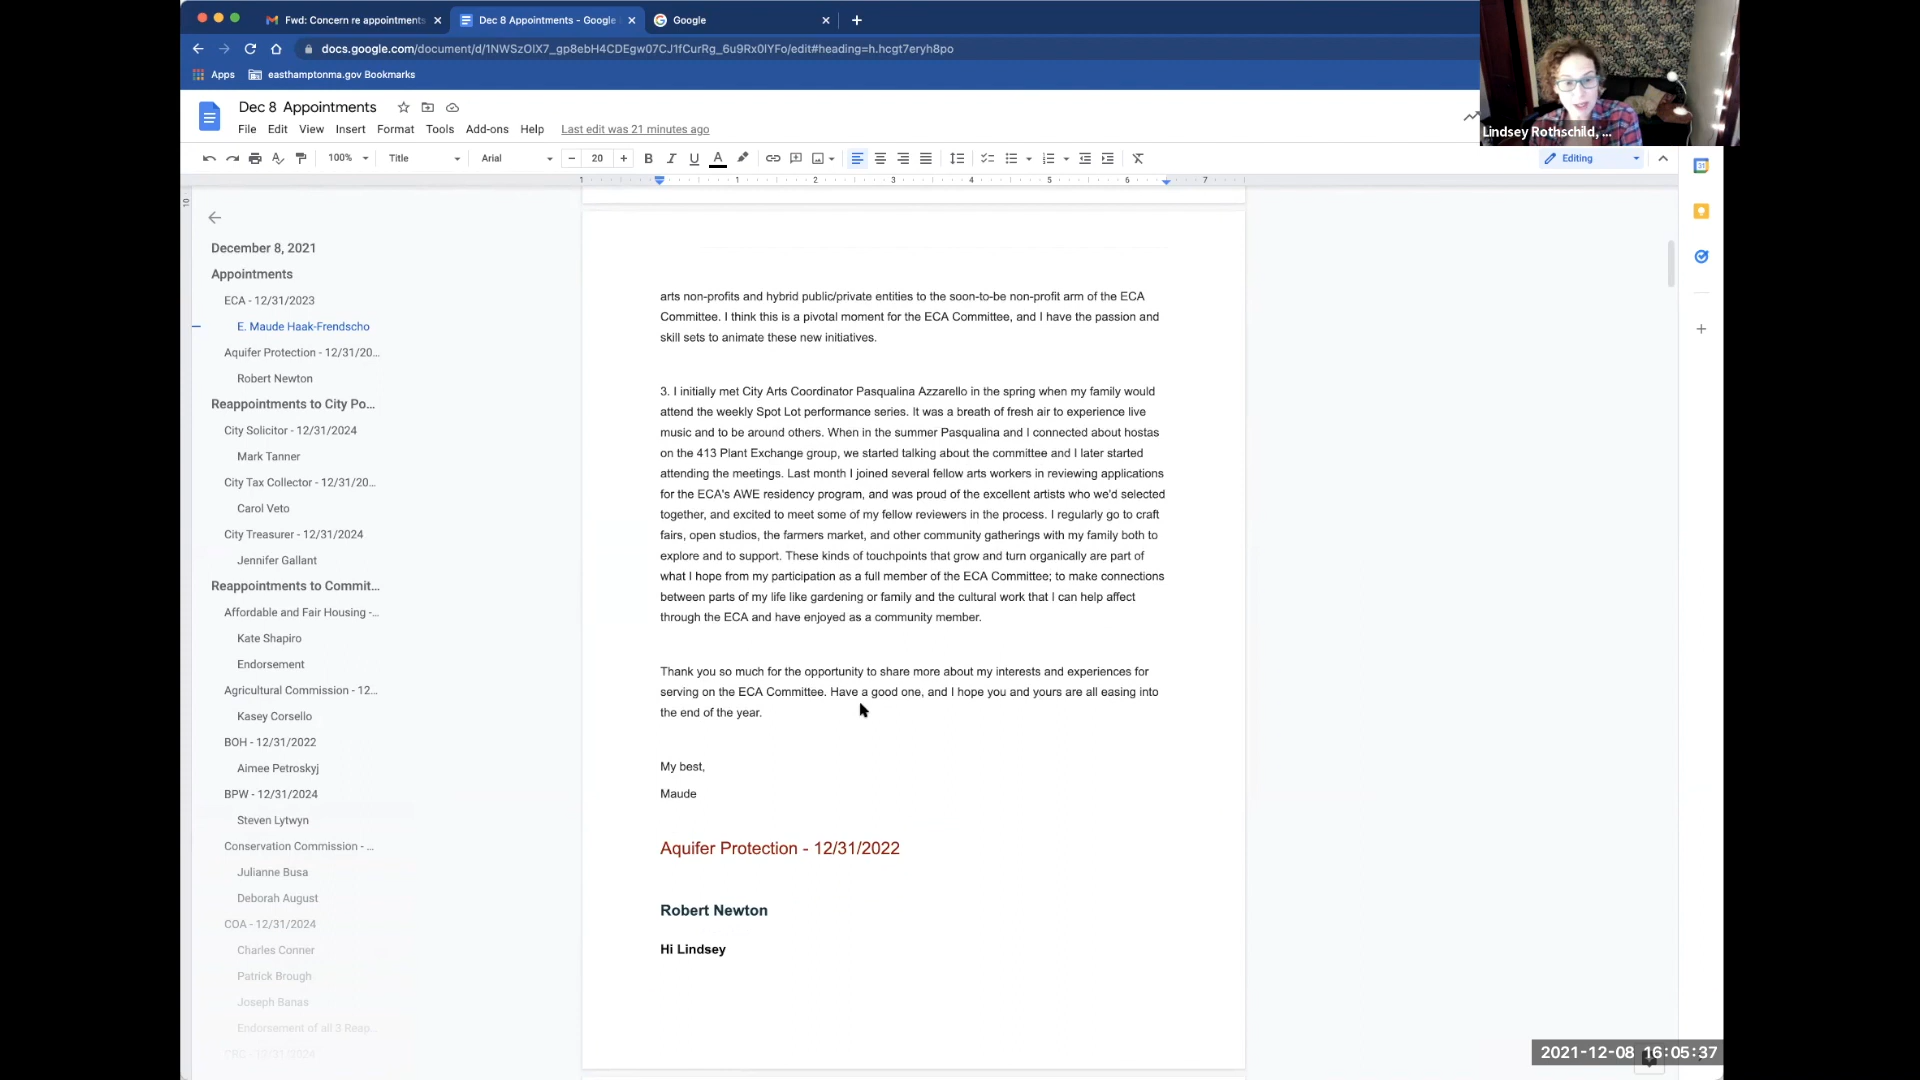 Fwd: Concern re appointments
Dec 8 Appointments - Google
Google
docs.google.com/document/d/1NWSzOIX7_gp8ebH4CDEgw07CJ1fCurRg_6u9Rx0IYFo/edit#heading=h.hcgt7eryh8po
Apps
easthamptonma.gov Bookmarks
Dec 8 Appointments
File Edit View Insert Format Tools Add-ons Help Last edit was 21 minutes ago
100% Title Arial 20 B I U A
Editing
1 1 2 3 4 5 6 7
December 8, 2021
Appointments
ECA - 12/31/2023
E. Maude Haak-Frendscho
Aquifer Protection - 12/31/20...
Robert Newton
Reappointments to City Po...
City Solicitor - 12/31/2024
Mark Tanner
City Tax Collector - 12/31/20...
Carol Veto
City Treasurer - 12/31/2024
Jennifer Gallant
Reappointments to Commit...
Affordable and Fair Housing -...
Kate Shapiro
Endorsement
Agricultural Commission - 12...
Kasey Corsello
BOH - 12/31/2022
Aimee Petroskyj
BPW - 12/31/2024
Steven Lytwyn
Conservation Commission - ...
Julianne Busa
Deborah August
COA - 12/31/2024
Charles Conner
Patrick Brough
Joseph Banas
Endorsement of all 3 Reap...
arts non-profits and hybrid public/private entities to the soon-to-be non-profit arm of the ECA
Committee. I think this is a pivotal moment for the ECA Committee, and I have the passion and
skill sets to animate these new initiatives.
3. I initially met City Arts Coordinator Pasqualina Azzarello in the spring when my family would
attend the weekly Spot Lot performance series. It was a breath of fresh air to experience live
music and to be around others. When in the summer Pasqualina and I connected about hostas
on the 413 Plant Exchange group, we started talking about the committee and I later started
attending the meetings. Last month I joined several fellow arts workers in reviewing applications
for the ECA's AWE residency program, and was proud of the excellent artists who we'd selected
together, and excited to meet some of my fellow reviewers in the process. I regularly go to craft
fairs, open studios, the farmers market, and other community gatherings with my family both to
explore and to support. These kinds of touchpoints that grow and turn organically are part of
what I hope from my participation as a full member of the ECA Committee; to make connections
between parts of my life like gardening or family and the cultural work that I can help affect
through the ECA and have enjoyed as a community member.
Thank you so much for the opportunity to share more about my interests and experiences for
serving on the ECA Committee. Have a good one, and I hope you and yours are all easing into
the end of the year.
My best,
Maude
Aquifer Protection - 12/31/2022
Robert Newton
Hi Lindsey
Lindsey Rothschild, ...
2021-12-08 16:05:37